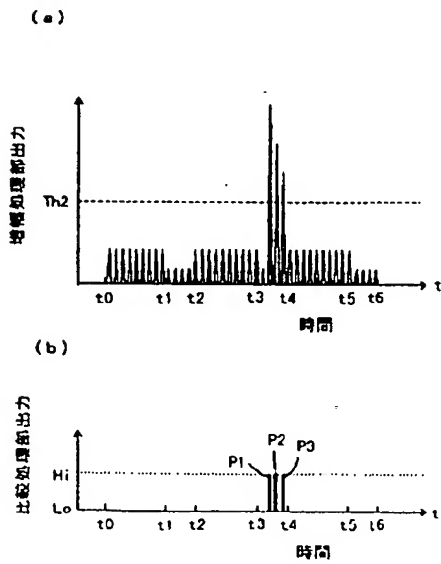 (a)
増幅処理部出力
Th2
t0 t1 t2 t3 t4 t5 t6 t
時間
(b)
比較処理部出力
P1 P2 P3
Hi
Lo
t0 t1 t2 t3 t4 t5 t6 t
時間